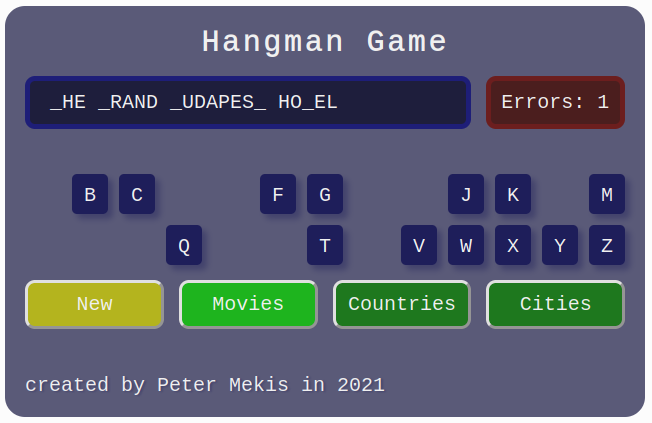 Hangman Game
_HE _RAND _UDAPES_ HO_EL Errors: 1
B C F G J K M
Q T V W X Y Z
New Movies Countries Cities
created by Peter Mekis in 2021